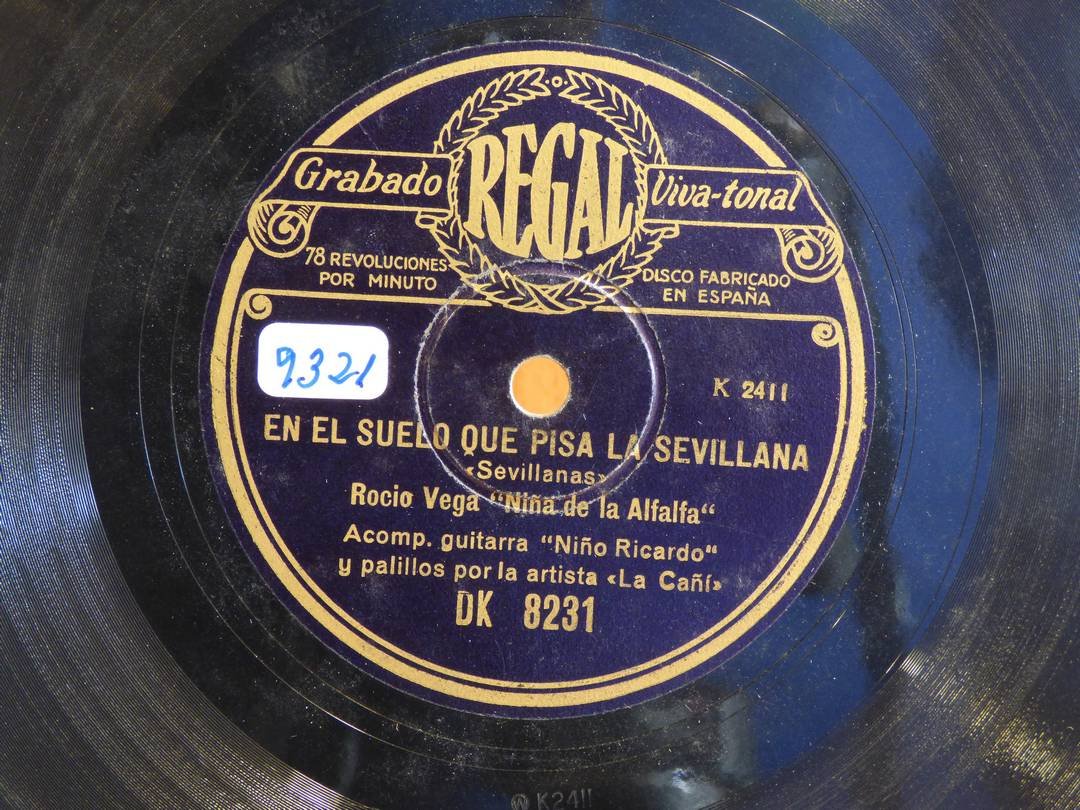 REGAL
Grabado Viva-tonal
78 REVOLUCIONES
POR MINUTO
DISCO FABRICADO
EN ESPAÑA
9321
K 2411
EN EL SUELO QUE PISA LA SEVILLANA
«Sevillanas»
Rocio Vega "Niña de la Alfalfa"
Acomp. guitarra "Niño Ricardo"
y palillos por la artista «La Cañí»
DK 8231
W K2411